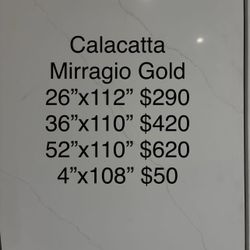 Calacatta
Mirragio Gold
26”x112” $290
36”x110” $420
52”x110” $620
4”x108” $50